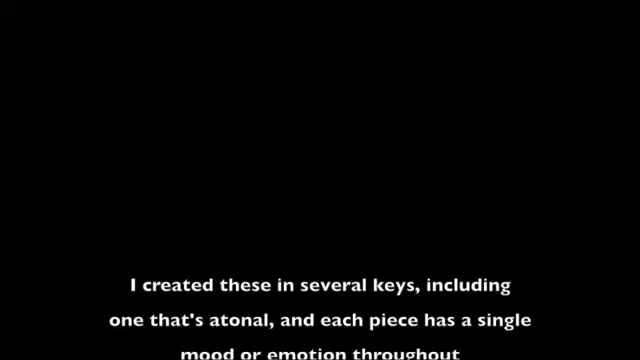 I created these in several keys, including
one that's atonal, and each piece has a single
mood or emotion throughout